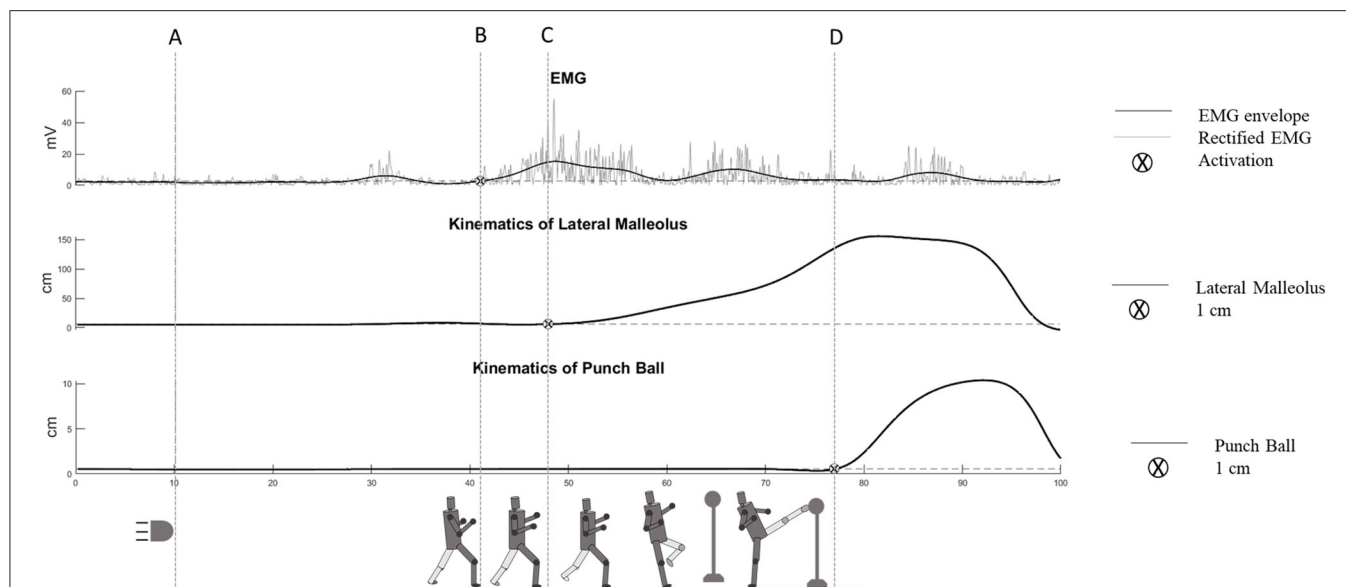 A B C D
EMG
60
40
20
0
mV
EMG envelope
Rectified EMG
Activation
Kinematics of Lateral Malleolus
150
100
50
0
cm
Lateral Malleolus
1 cm
Kinematics of Punch Ball
10
5
0
cm
Punch Ball
1 cm
0 10 20 30 40 50 60 70 80 90 100